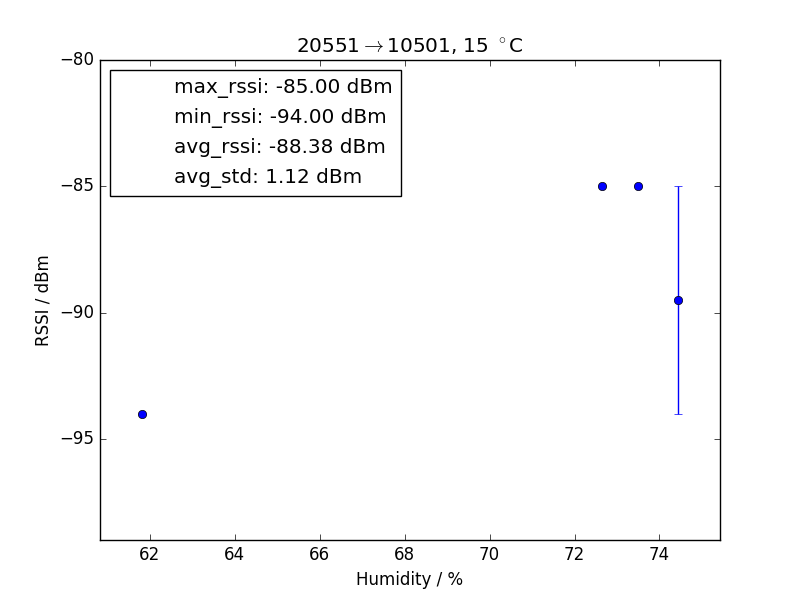 20551→10501, 15 °C
max_rssi: -85.00 dBm
min_rssi: -94.00 dBm
avg_rssi: -88.38 dBm
avg_std: 1.12 dBm
−80
−85
−90
−95
RSSI / dBm
62 64 66 68 70 72 74
Humidity / %